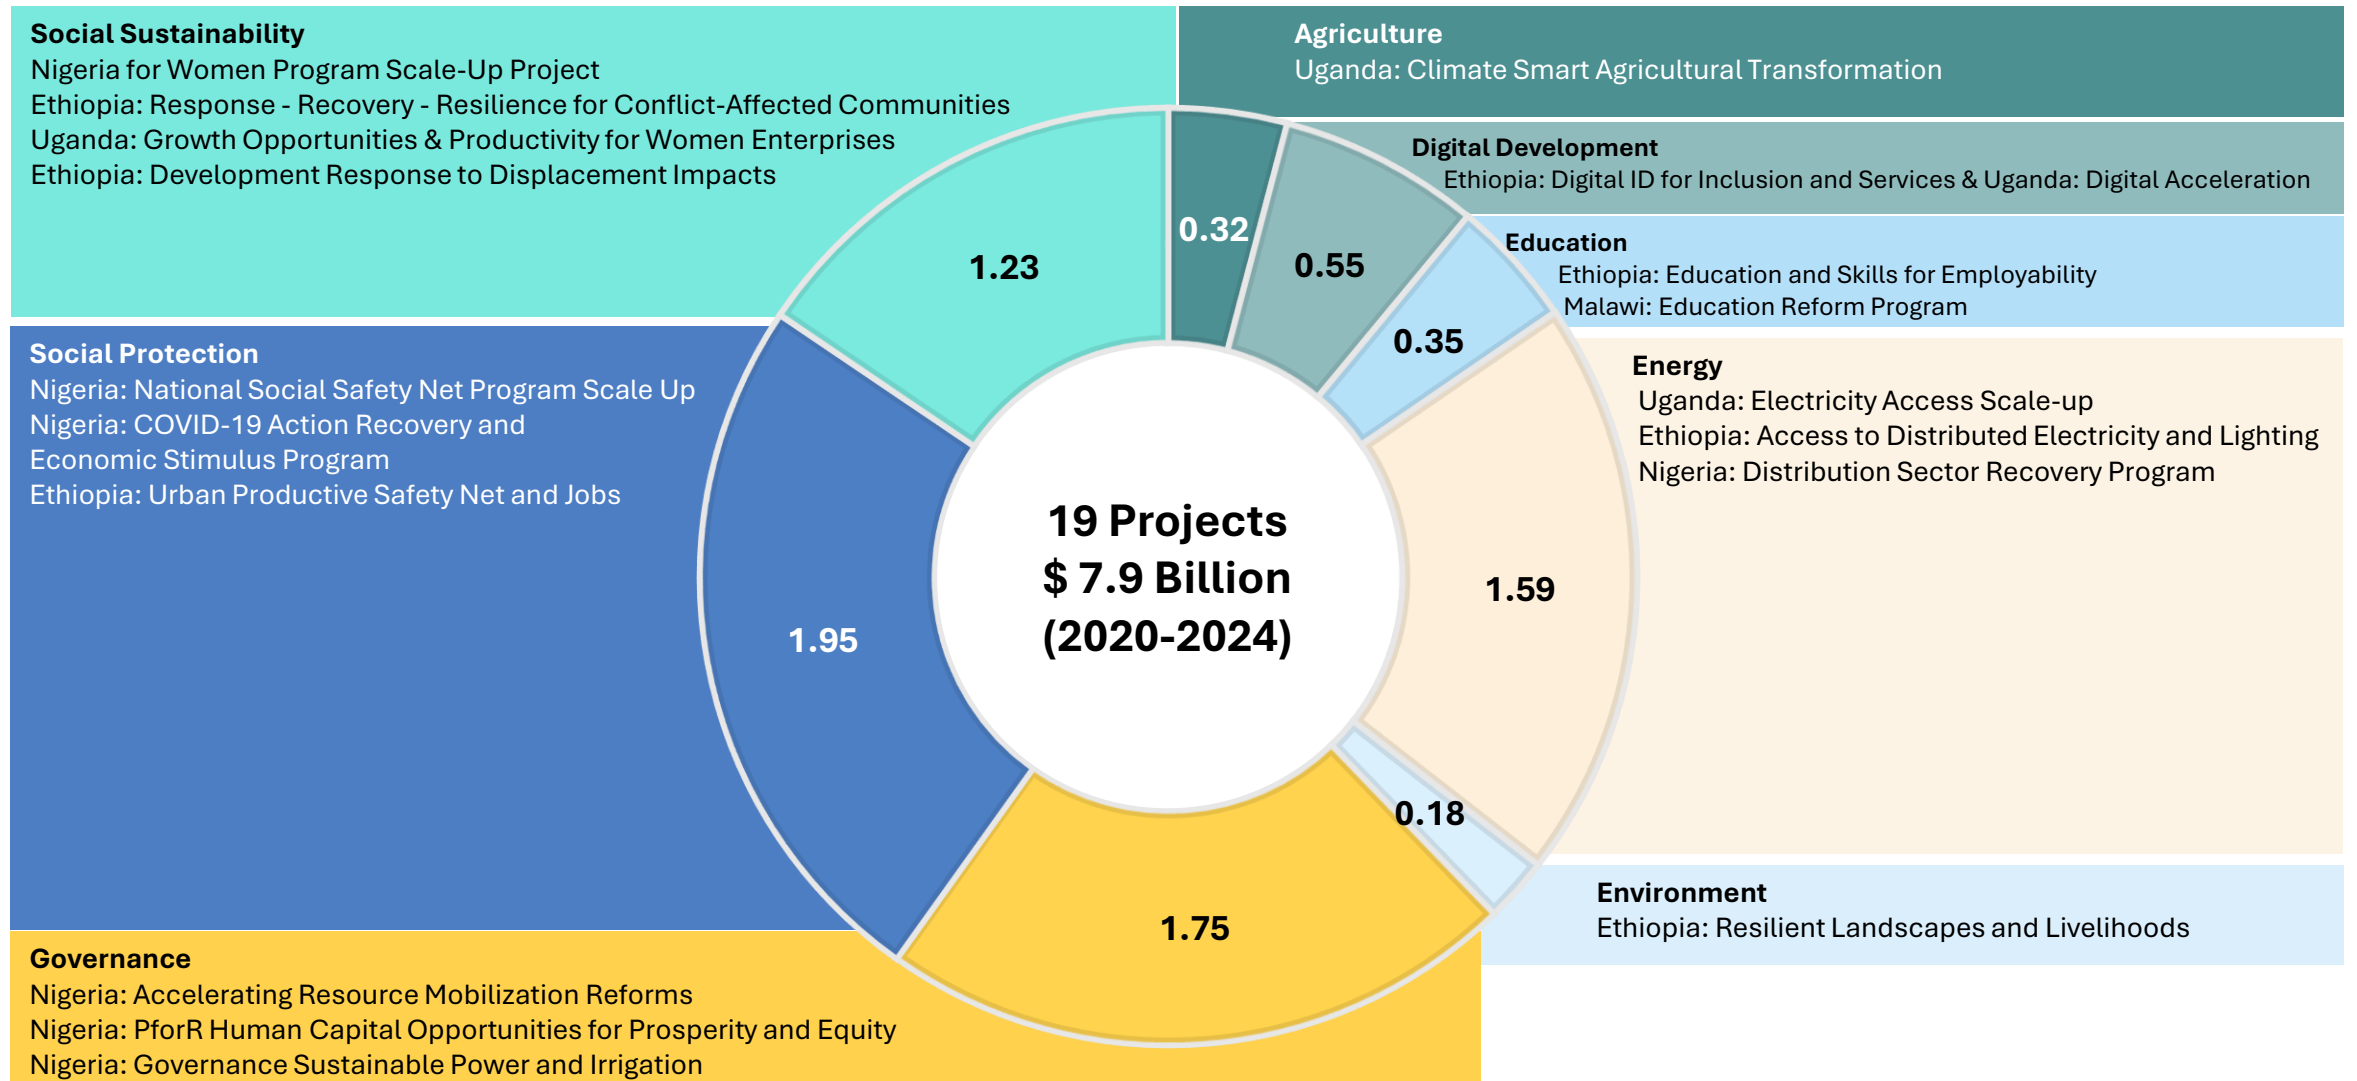 Social Sustainability
Nigeria for Women Program Scale-Up Project
Ethiopia: Response - Recovery - Resilience for Conflict-Affected Communities
Uganda: Growth Opportunities & Productivity for Women Enterprises
Ethiopia: Development Response to Displacement Impacts
Agriculture
Uganda: Climate Smart Agricultural Transformation
Digital Development
Ethiopia: Digital ID for Inclusion and Services & Uganda: Digital Acceleration
Education
Ethiopia: Education and Skills for Employability
Malawi: Education Reform Program
Energy
Uganda: Electricity Access Scale-up
Ethiopia: Access to Distributed Electricity and Lighting
Nigeria: Distribution Sector Recovery Program
Environment
Ethiopia: Resilient Landscapes and Livelihoods
Social Protection
Nigeria: National Social Safety Net Program Scale Up
Nigeria: COVID-19 Action Recovery and
Economic Stimulus Program
Ethiopia: Urban Productive Safety Net and Jobs
Governance
Nigeria: Accelerating Resource Mobilization Reforms
Nigeria: PforR Human Capital Opportunities for Prosperity and Equity
Nigeria: Governance Sustainable Power and Irrigation
0.32
0.55
0.35
1.59
0.18
1.75
1.95
1.23
19 Projects
$ 7.9 Billion
(2020-2024)